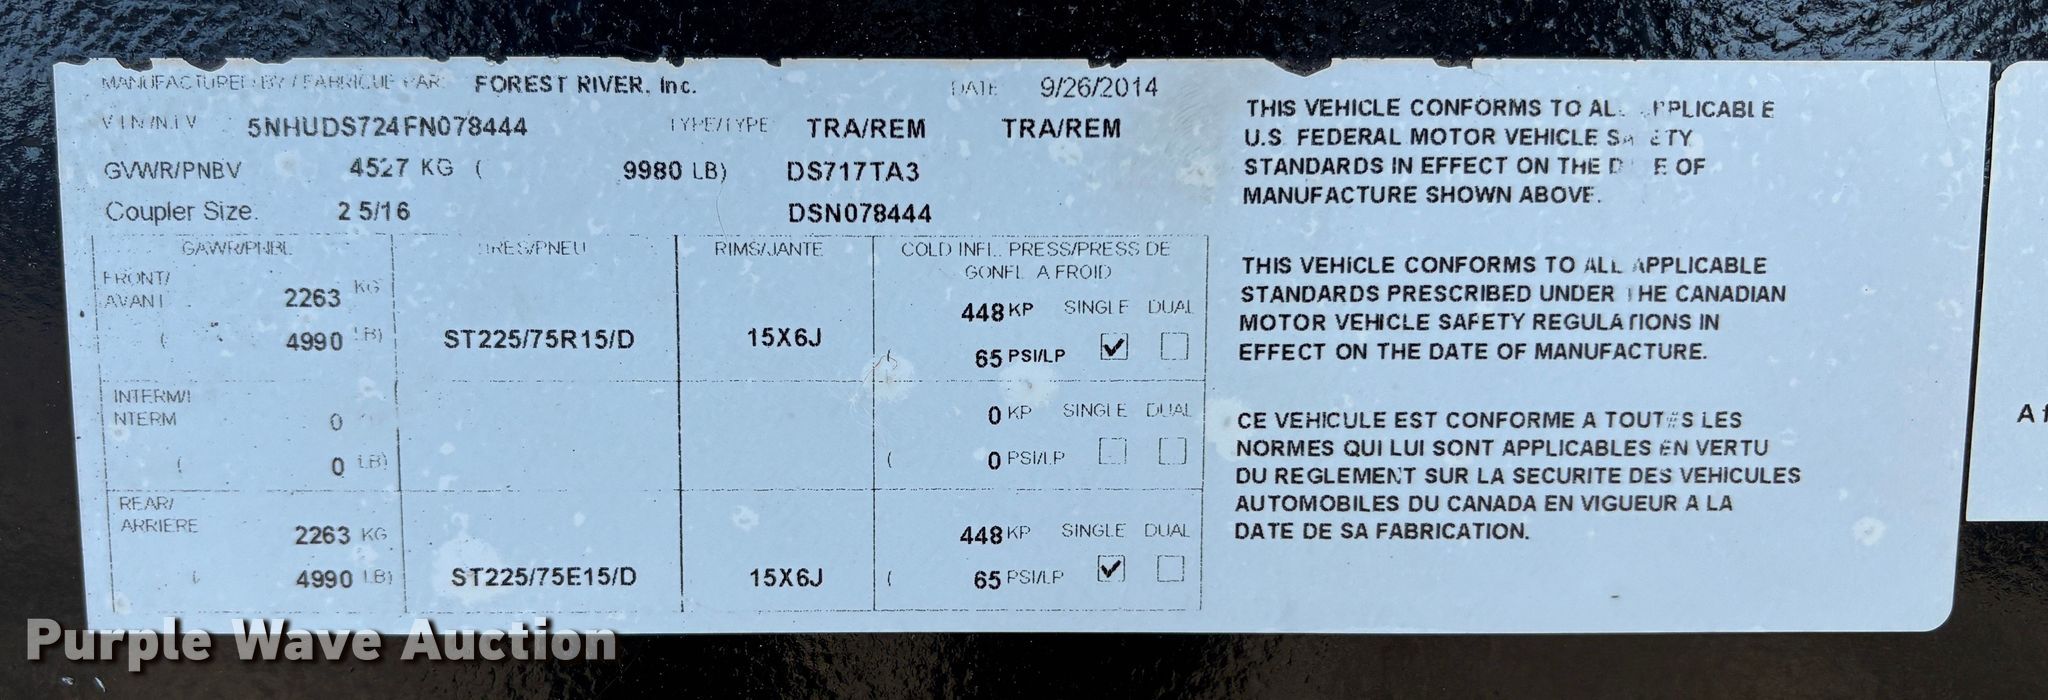 MANUFACTURED BY / FABRIQUE PAR: FOREST RIVER, Inc. DATE 9/26/2014
V I N /N.I.V 5NHUDS724FN078444 TYPE/TYPE TRA/REM TRA/REM
GVWR/PNBV 4527 KG ( 9980 LB) DS717TA3
Coupler Size. 2 5/16 DSN078444
GAWR/PNBL TIRES/PNEU RIMS/JANTE COLD INFL. PRESS/PRESS DE
GONFL A FROID
FRONT/
AVANT 2263 KG 448 KP SINGLE DUAL
( 4990 LB) ST225/75R15/D 15X6J ( 65 PSI/LP
INTERM/I
NTERM 0 0 KP SINGLE DUAL
( 0 LB) ( 0 PSI/LP
REAR/
ARRIERE 2263 KG 448 KP SINGLE DUAL
( 4990 LB) ST225/75E15/D 15X6J ( 65 PSI/LP
THIS VEHICLE CONFORMS TO ALL APPLICABLE
U.S. FEDERAL MOTOR VEHICLE SAFETY
STANDARDS IN EFFECT ON THE DATE OF
MANUFACTURE SHOWN ABOVE.
THIS VEHICLE CONFORMS TO ALL APPLICABLE
STANDARDS PRESCRIBED UNDER THE CANADIAN
MOTOR VEHICLE SAFETY REGULATIONS IN
EFFECT ON THE DATE OF MANUFACTURE.
CE VEHICULE EST CONFORME A TOUT#S LES
NORMES QUI LUI SONT APPLICABLES EN VERTU
DU REGLEMENT SUR LA SECURITE DES VEHICULES
AUTOMOBILES DU CANADA EN VIGUEUR A LA
DATE DE SA FABRICATION.
Purple Wave Auction